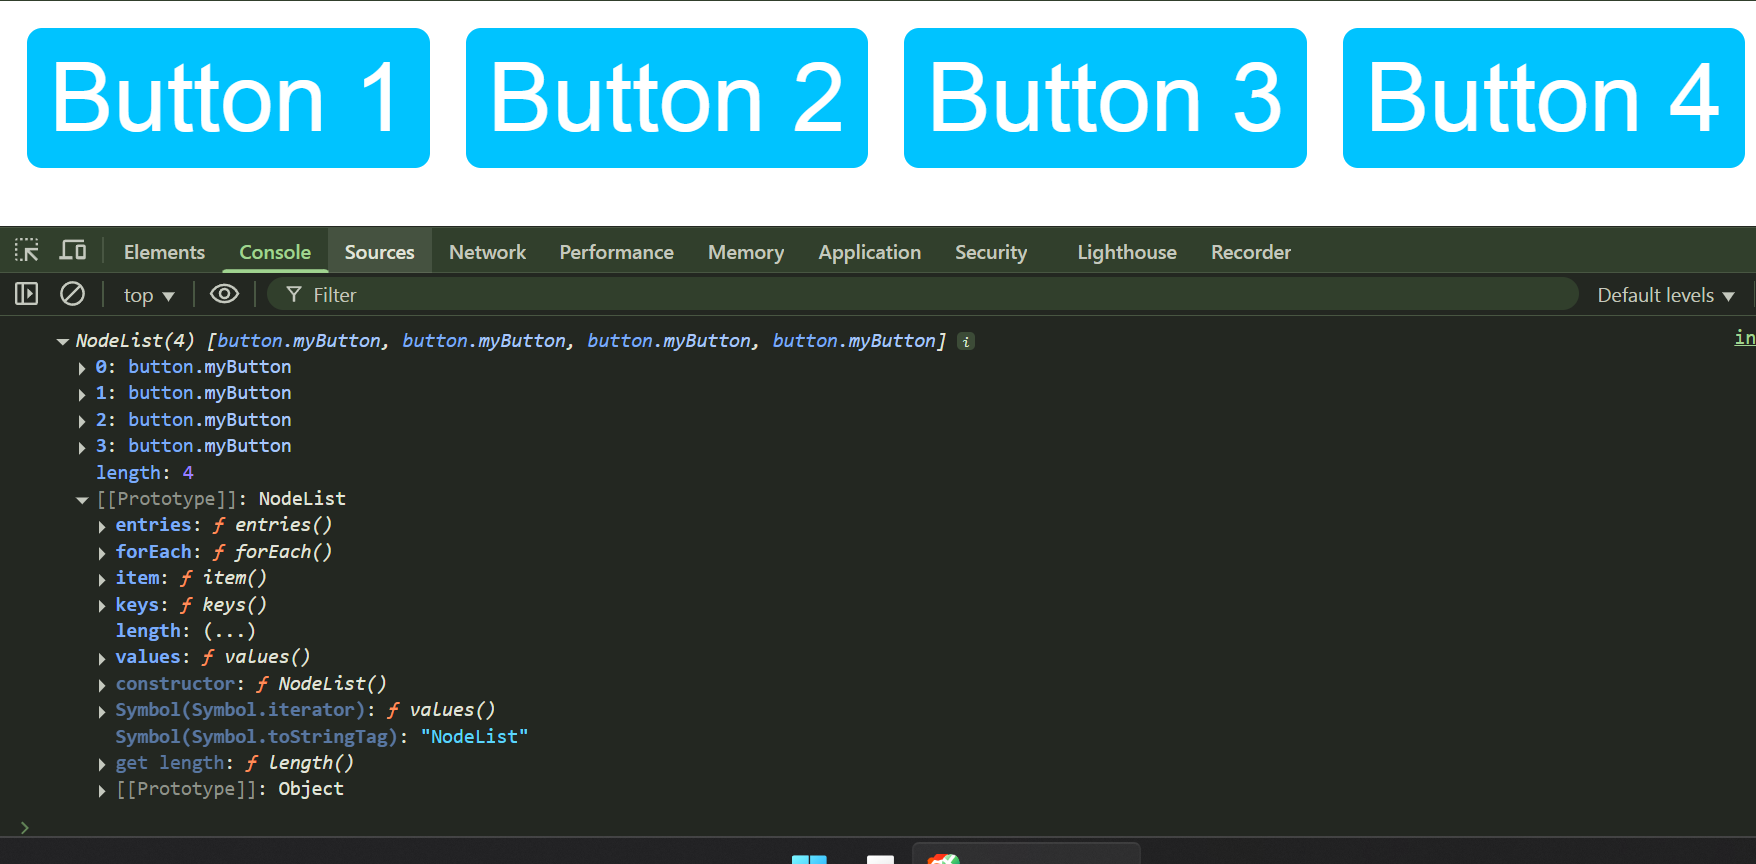 Button 1 Button 2 Button 3 Button 4
Elements Console Sources Network Performance Memory Application Security Lighthouse Recorder
top Filter Default levels
NodeList(4) [button.myButton, button.myButton, button.myButton, button.myButton] i in
0: button.myButton
1: button.myButton
2: button.myButton
3: button.myButton
length: 4
[[Prototype]]: NodeList
entries: ƒ entries()
forEach: ƒ forEach()
item: ƒ item()
keys: ƒ keys()
length: (...)
values: ƒ values()
constructor: ƒ NodeList()
Symbol(Symbol.iterator): ƒ values()
Symbol(Symbol.toStringTag): "NodeList"
get length: ƒ length()
[[Prototype]]: Object